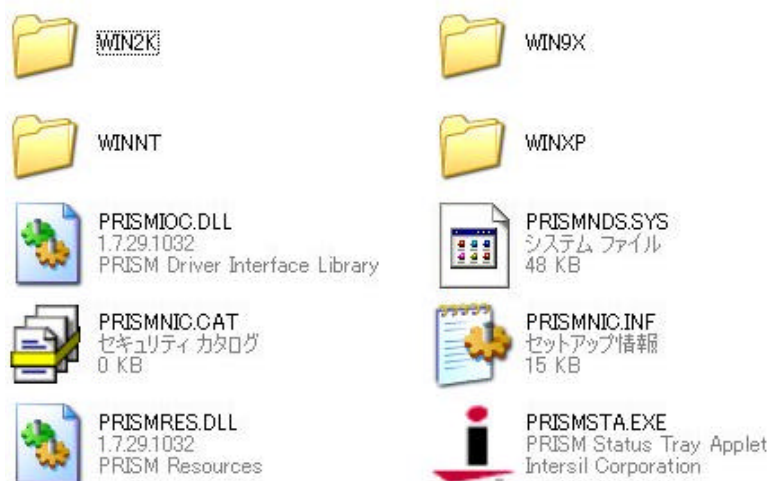 WIN2K
WIN9X
WINNT
WINXP
PRISMIOC.DLL
1.7.29.1032
PRISM Driver Interface Library
PRISMNDS.SYS
システム ファイル
48 KB
PRISMNIC.CAT
セキュリティ カタログ
0 KB
PRISMNIC.INF
セットアップ情報
15 KB
PRISMRES.DLL
1.7.29.1032
PRISM Resources
PRISMSTA.EXE
PRISM Status Tray Applet
Intersil Corporation